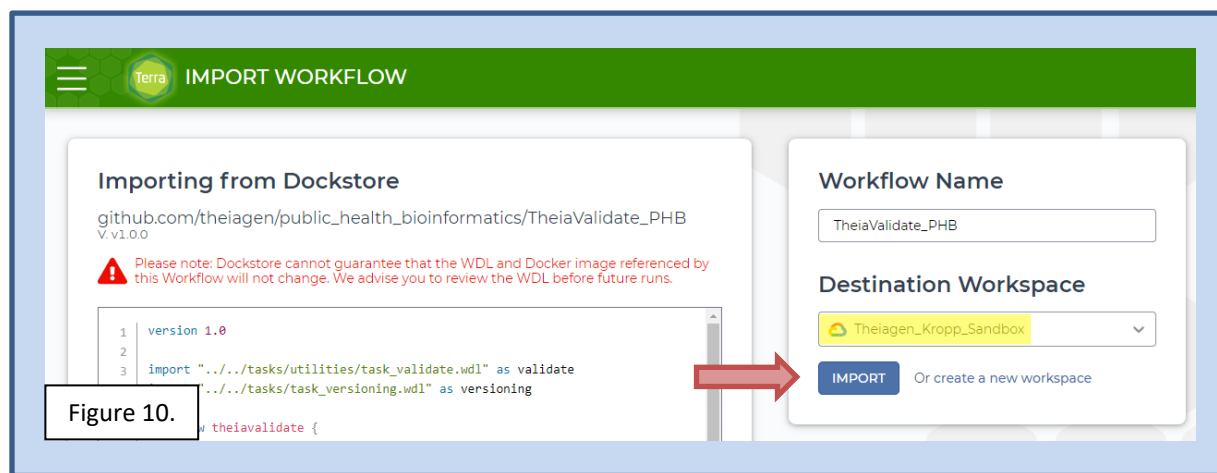 Terra
IMPORT WORKFLOW
Importing from Dockstore
github.com/theiagen/public_health_bioinformatics/TheiaValidate_PHB
V. v1.0.0
Please note: Dockstore cannot guarantee that the WDL and Docker image referenced by
this Workflow will not change. We advise you to review the WDL before future runs.
1 version 1.0
2
3 import "../../tasks/utilities/task_validate.wdl" as validate
"../../tasks/task_versioning.wdl" as versioning
theiavalidate {
Figure 10.
Workflow Name
TheiaValidate_PHB
Destination Workspace
Theiagen_Kropp_Sandbox
IMPORT Or create a new workspace